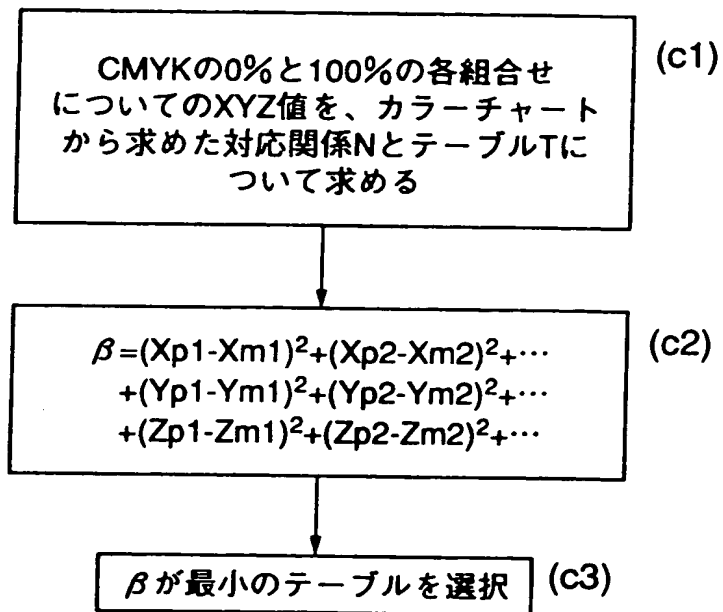 (c1)
CMYKの0%と100%の各組合せ
についてのXYZ値を、カラーチャート
から求めた対応関係NとテーブルTに
ついて求める
(c2)
β=(Xp1-Xm1)²+(Xp2-Xm2)²+⋯
+(Yp1-Ym1)²+(Yp2-Ym2)²+⋯
+(Zp1-Zm1)²+(Zp2-Zm2)²+⋯
βが最小のテーブルを選択 (c3)